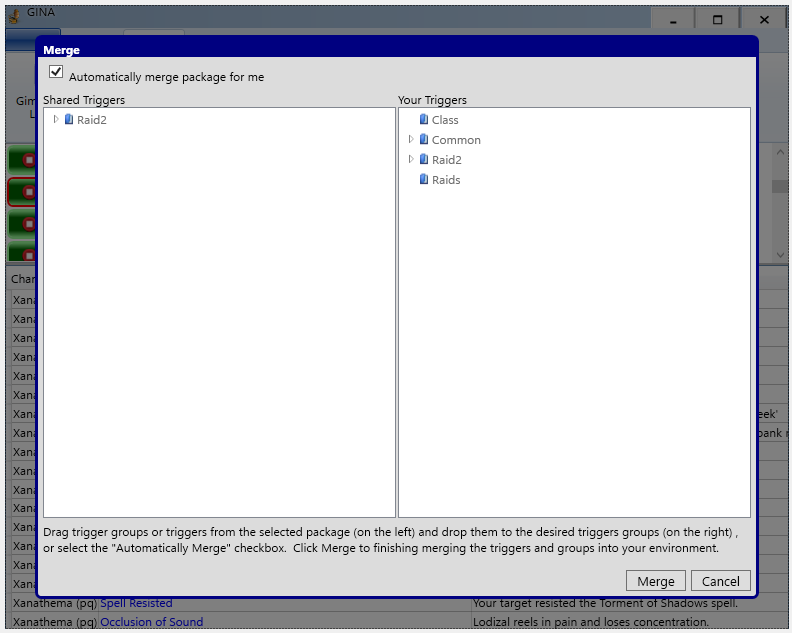 GINA
Merge
Automatically merge package for me
Shared Triggers
Your Triggers
Raid2
Class
Common
Raid2
Raids
Gim
L
Char
Xana
Xana
Xana
Xana
Xana
Xana
Xana
eek'
Xana
bank
Xana
Xana
Xana
Xana
Xana
Xana
Xana
Xana
Drag trigger groups or triggers from the selected package (on the left) and drop them to the desired triggers groups (on the right) ,
or select the "Automatically Merge" checkbox. Click Merge to finishing merging the triggers and groups into your environment.
Merge
Cancel
Xanathema (pq) Spell Resisted Your target resisted the Torment of Shadows spell.
Xanathema (pq) Occlusion of Sound Lodizal reels in pain and loses concentration.